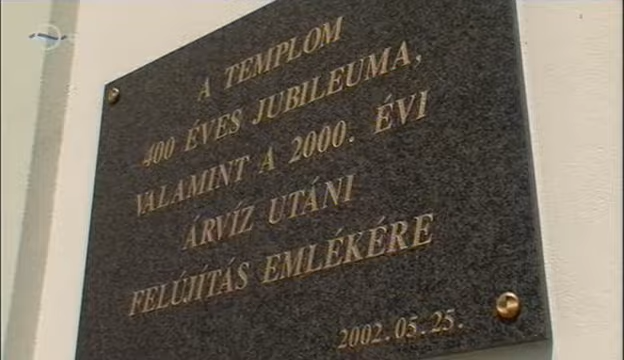 A TEMPLOM
400 ÉVES JUBILEUMA,
VALAMINT A 2000. ÉVI
ÁRVÍZ UTÁNI
FELÚJÍTÁS EMLÉKÉRE
2002.05.25.